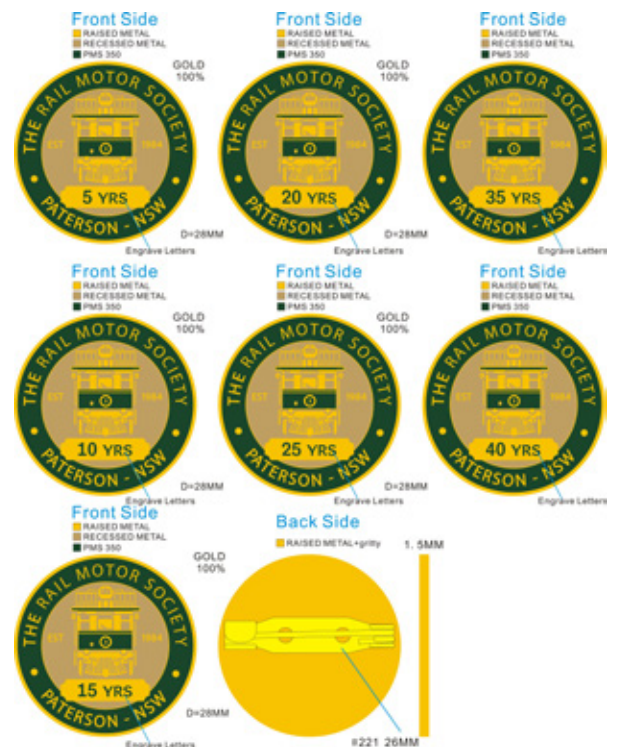 Front Side
RAISED METAL
RECESSED METAL
PMS 350
GOLD
100%
THE RAIL MOTOR SOCIETY
EST 1984
5 YRS
PATERSON - NSW
D=28MM
Engrave Letters
Front Side
RAISED METAL
RECESSED METAL
PMS 350
GOLD
100%
THE RAIL MOTOR SOCIETY
EST 1984
20 YRS
PATERSON - NSW
D=28MM
Engrave Letters
Front Side
RAISED METAL
RECESSED METAL
PMS 350
THE RAIL MOTOR SOCIETY
EST 1984
35 YRS
PATERSON - NSW
Engrave Letters
Front Side
RAISED METAL
RECESSED METAL
PMS 350
GOLD
100%
THE RAIL MOTOR SOCIETY
EST 1984
10 YRS
PATERSON - NSW
D=28MM
Engrave Letters
Front Side
RAISED METAL
RECESSED METAL
PMS 350
GOLD
100%
THE RAIL MOTOR SOCIETY
EST 1984
25 YRS
PATERSON - NSW
D=28MM
Engrave Letters
Front Side
RAISED METAL
RECESSED METAL
PMS 350
THE RAIL MOTOR SOCIETY
EST 1984
40 YRS
PATERSON - NSW
Engrave Letters
Front Side
RAISED METAL
RECESSED METAL
PMS 350
GOLD
100%
THE RAIL MOTOR SOCIETY
EST 1984
15 YRS
PATERSON - NSW
D=28MM
Engrave Letters
Back Side
RAISED METAL+gritty
1.5MM
#221 26MM